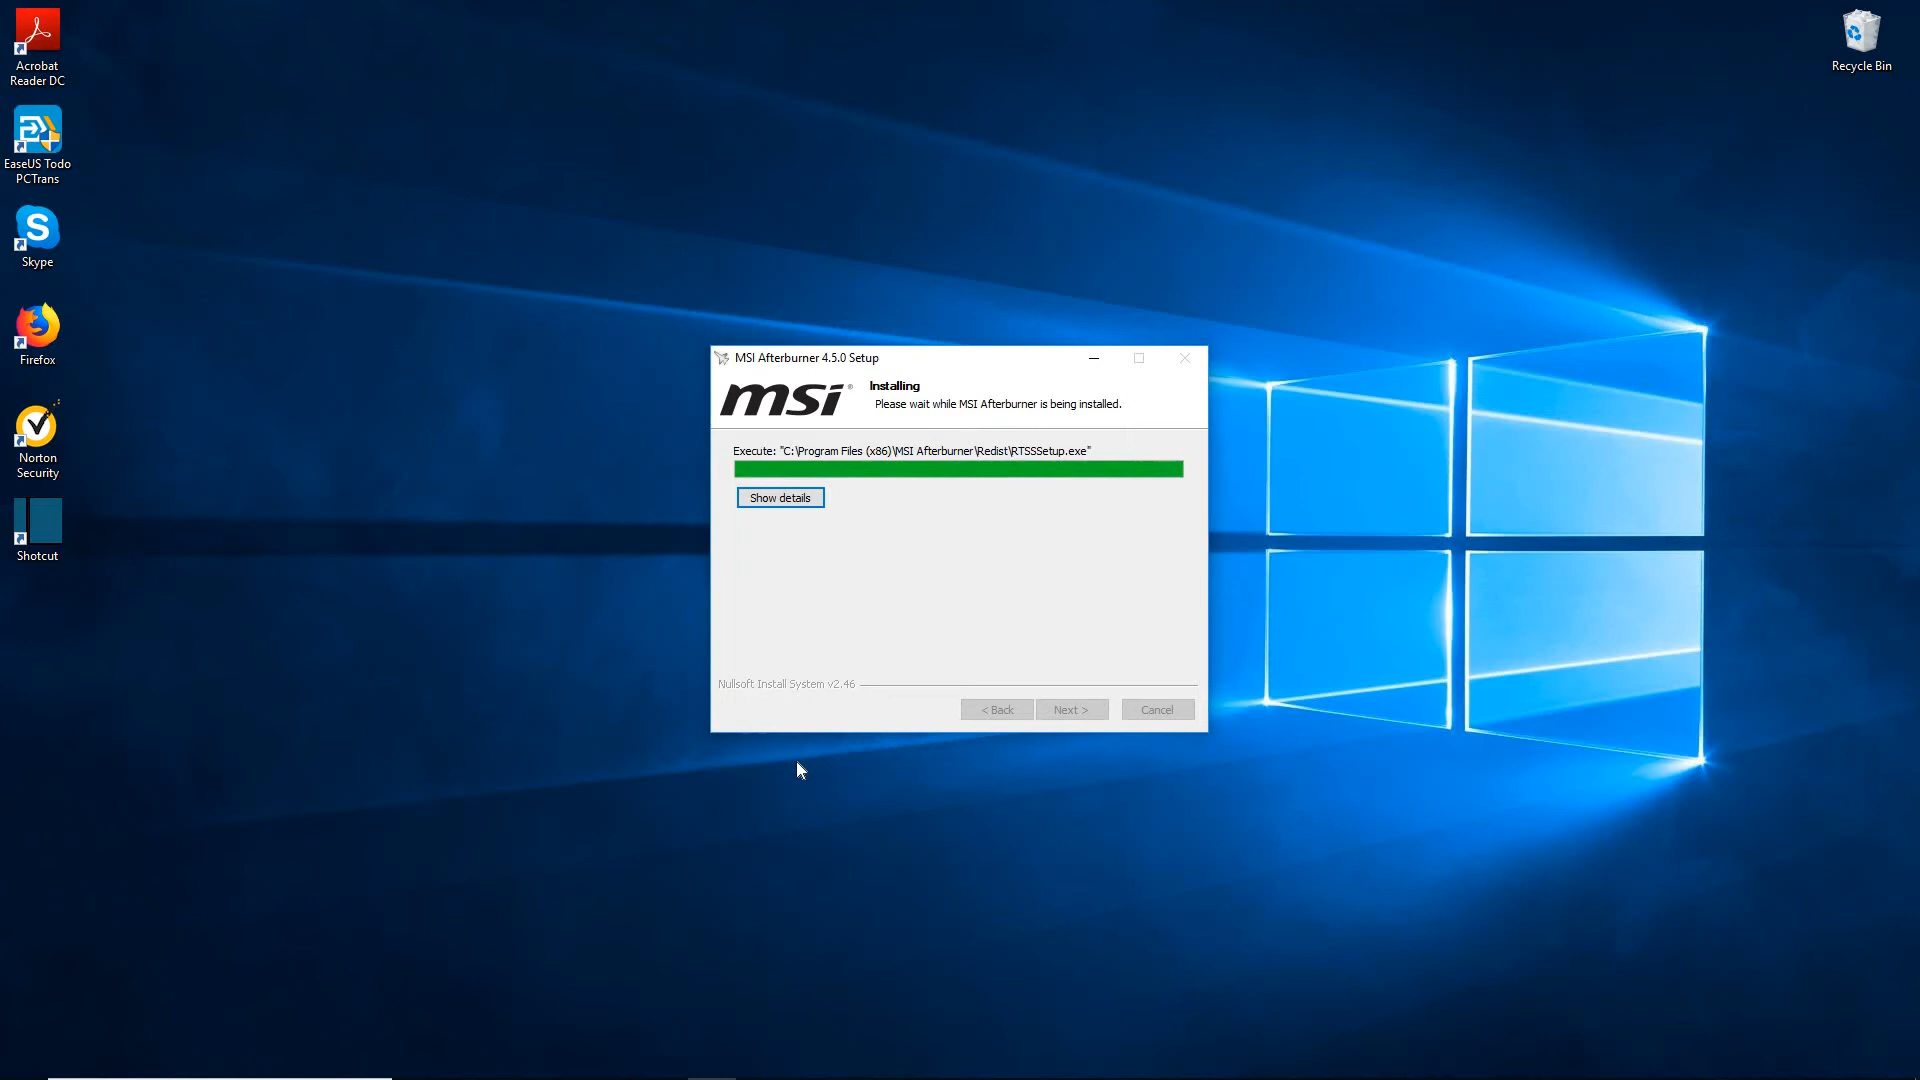 Acrobat
Reader DC
EaseUS Todo
PCTrans
Skype
Firefox
Norton
Security
Shotcut
Recycle Bin
MSI Afterburner 4.5.0 Setup
msi®
Installing
Please wait while MSI Afterburner is being installed.
Execute: "C:\Program Files (x86)\MSI Afterburner\Redist\RTSSSetup.exe"
Show details
Nullsoft Install System v2.46
< Back
Next >
Cancel